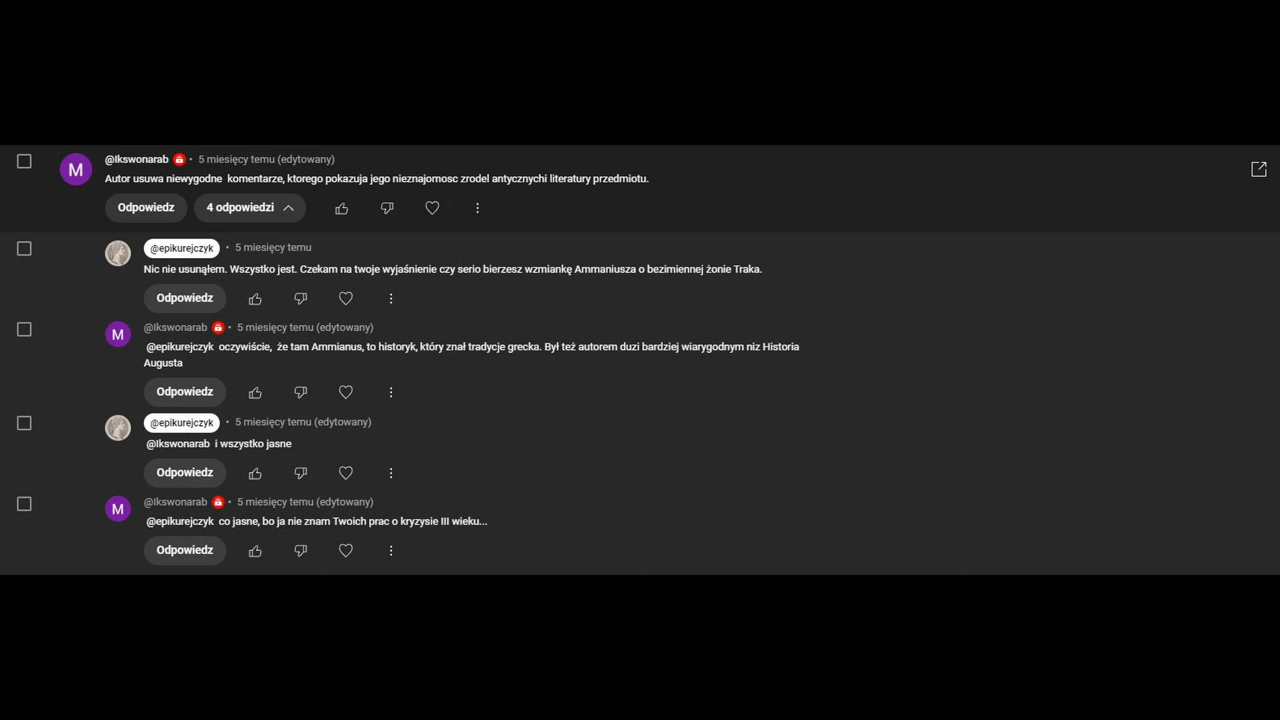 @Ikswonarab • 5 miesięcy temu (edytowany)
Autor usuwa niewygodne komentarze, ktorego pokazuja jego nieznajomosc zrodel antycznychi literatury przedmiotu.
Odpowiedz 4 odpowiedzi
@epikurejczyk • 5 miesięcy temu
Nic nie usunąłem. Wszystko jest. Czekam na twoje wyjaśnienie czy serio bierzesz wzmiankę Ammaniusza o bezimiennej żonie Traka.
Odpowiedz
@Ikswonarab • 5 miesięcy temu (edytowany)
@epikurejczyk oczywiście, że tam Ammianus, to historyk, który znał tradycje grecka. Był też autorem duzi bardziej wiarygodnym niz Historia
Augusta
Odpowiedz
@epikurejczyk • 5 miesięcy temu (edytowany)
@Ikswonarab i wszystko jasne
Odpowiedz
@Ikswonarab • 5 miesięcy temu (edytowany)
@epikurejczyk co jasne, bo ja nie znam Twoich prac o kryzysie III wieku...
Odpowiedz
M
M
M